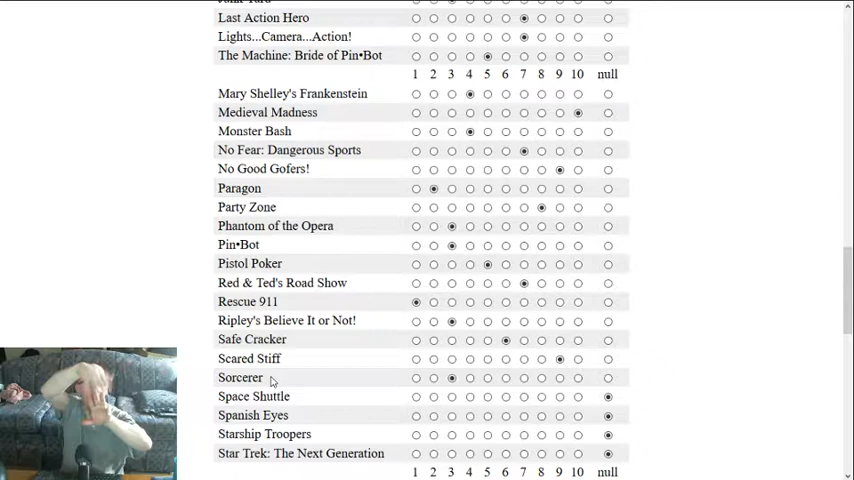 Last Action Hero
Lights...Camera...Action!
The Machine: Bride of Pin•Bot
1 2 3 4 5 6 7 8 9 10 null
Mary Shelley's Frankenstein
Medieval Madness
Monster Bash
No Fear: Dangerous Sports
No Good Gofers!
Paragon
Party Zone
Phantom of the Opera
Pin•Bot
Pistol Poker
Red & Ted's Road Show
Rescue 911
Ripley's Believe It or Not!
Safe Cracker
Scared Stiff
Sorcerer
Space Shuttle
Spanish Eyes
Starship Troopers
Star Trek: The Next Generation
1 2 3 4 5 6 7 8 9 10 null